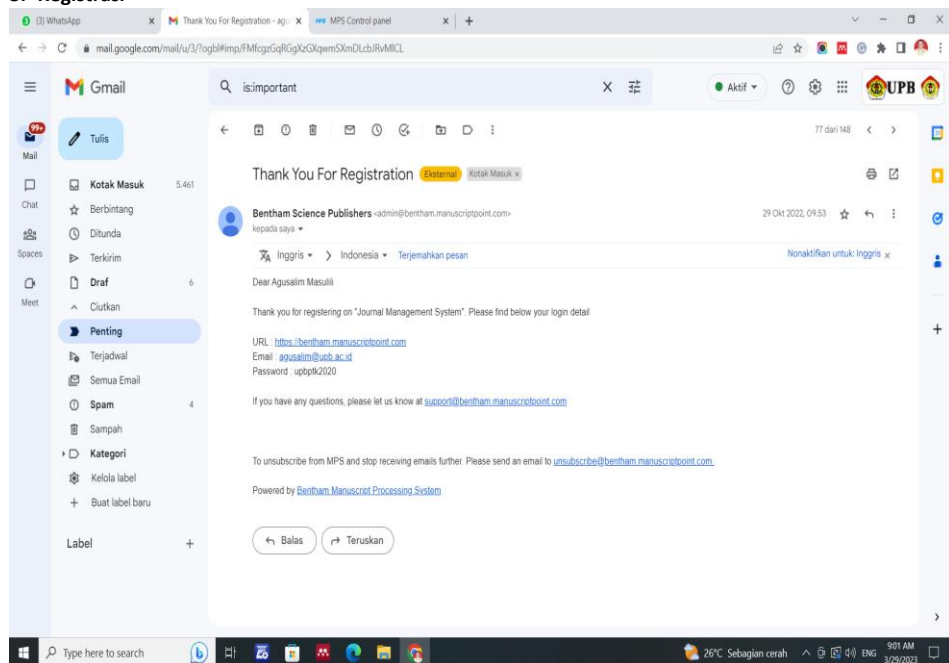 (3) WhatsApp
Thank You For Registration - agu
MPS Control panel
mail.google.com/mail/u/3/?ogbl#imp/FMfcgzGqRGgXzGXqwmSXmDLcbJRvMlCL
Gmail
is:important
Aktif
UPB
99+
Mail
Chat
Spaces
Meet
Tulis
Kotak Masuk 5.461
Berbintang
Ditunda
Terkirim
Draf 6
Ciutkan
Penting
Terjadwal
Semua Email
Spam 4
Sampah
Kategori
Kelola label
Buat label baru
Label
77 dari 148
Thank You For Registration Eksternal Kotak Masuk x
Bentham Science Publishers <admin@bentham.manuscriptpoint.com> 29 Okt 2022, 09.53
kepada saya
Inggris > Indonesia Terjemahkan pesan Nonaktifkan untuk: Inggris x
Dear Agusalim Masulili
Thank you for registering on "Journal Management System". Please find below your login detail
URL : https://bentham.manuscriptpoint.com
Email : agusalim@upb.ac.id
Password : upbptk2020
If you have any questions, please let us know at support@bentham.manuscriptpoint.com
To unsubscribe from MPS and stop receiving emails further. Please send an email to unsubscribe@bentham.manuscriptpoint.com.
Powered by Bentham Manuscript Processing System
Balas Teruskan
Type here to search
26°C Sebagian cerah
ENG
9:01 AM
3/29/2023